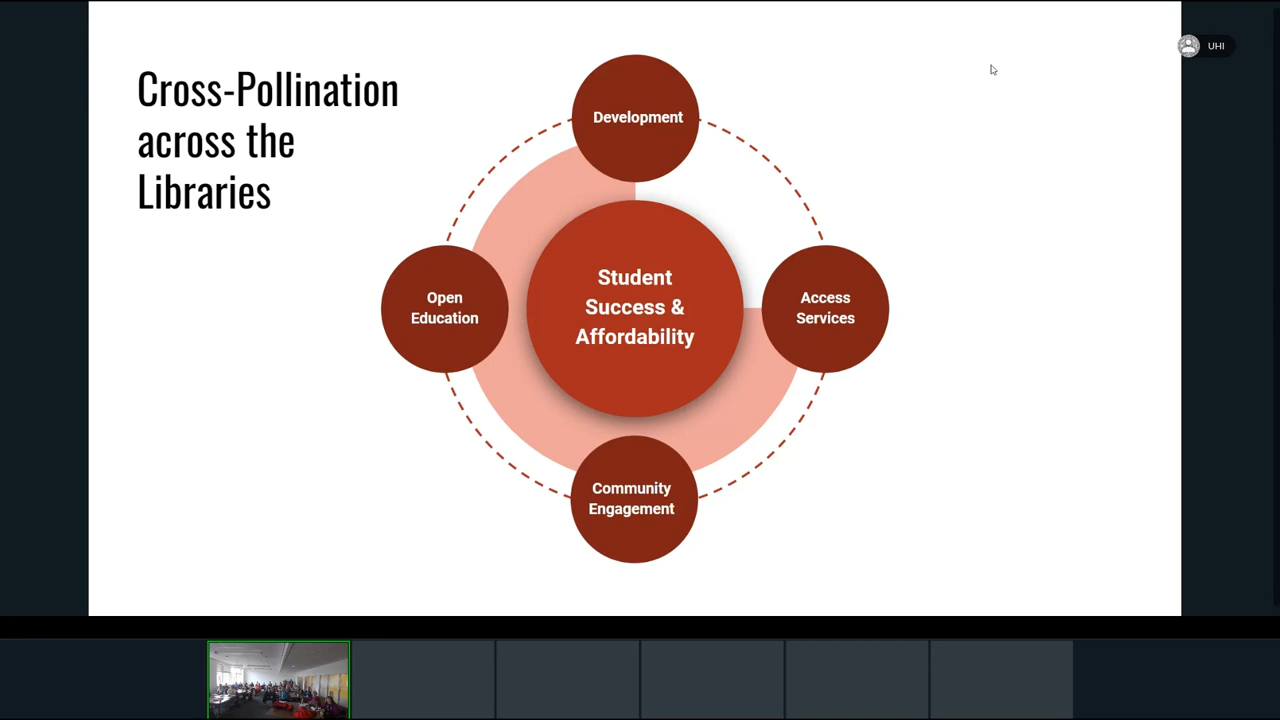 Cross-Pollination
across the
Libraries
UHI
Development
Open
Education
Student
Success &
Affordability
Access
Services
Community
Engagement